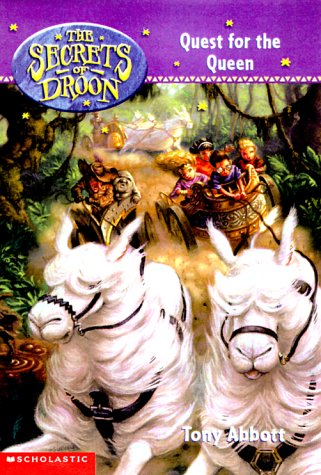 THE
SECRETS
OF
DROON
Quest for the
Queen
Tony Abbott
SCHOLASTIC